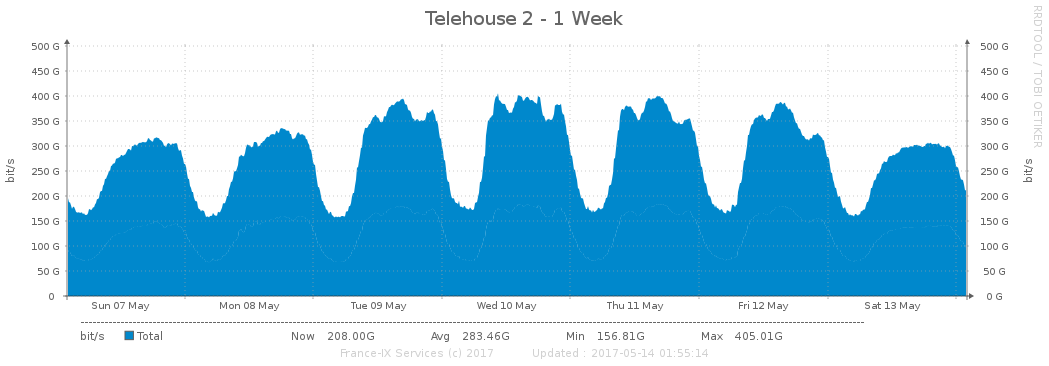 Telehouse 2 - 1 Week
RRDTOOL / TOBI OETIKER
500 G 500 G
450 G 450 G
400 G 400 G
350 G 350 G
300 G 300 G
250 G 250 G
200 G 200 G
150 G 150 G
100 G 100 G
50 G 50 G
0 0 G
bit/s bit/s
Sun 07 May Mon 08 May Tue 09 May Wed 10 May Thu 11 May Fri 12 May Sat 13 May
bit/s Total Now 208.00G Avg 283.46G Min 156.81G Max 405.01G
France-IX Services (c) 2017 Updated : 2017-05-14 01:55:14